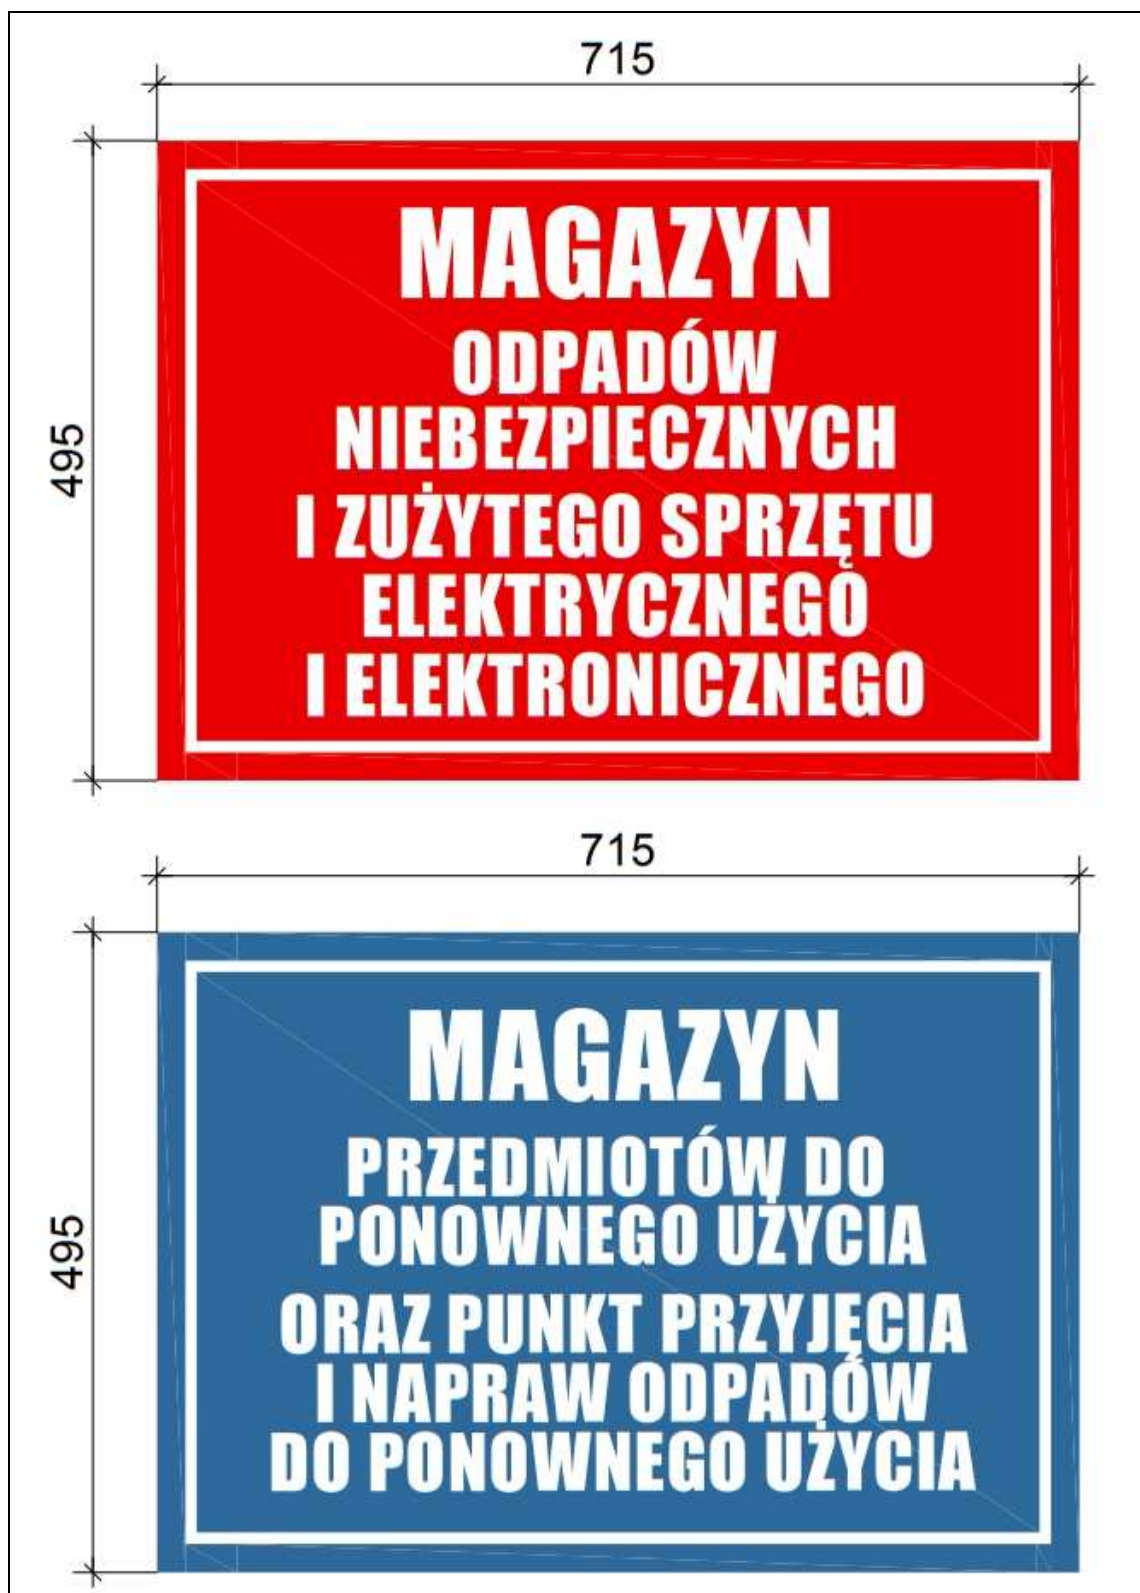 715
495
MAGAZYN
ODPADÓW
NIEBEZPIECZNYCH
I ZUŻYTEGO SPRZĘTU
ELEKTRYCZNEGO
I ELEKTRONICZNEGO
715
495
MAGAZYN
PRZEDMIOTÓW DO
PONOWNEGO UŻYCIA
ORAZ PUNKT PRZYJĘCIA
I NAPRAW ODPADÓW
DO PONOWNEGO UŻYCIA